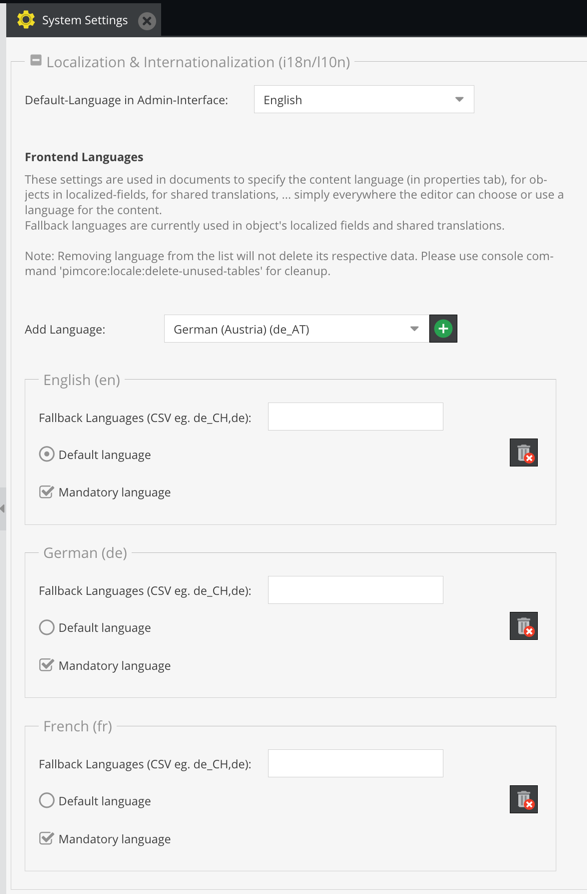 System Settings
Localization & Internationalization (i18n/l10n)
Default-Language in Admin-Interface: English
Frontend Languages
These settings are used in documents to specify the content language (in properties tab), for ob-
jects in localized-fields, for shared translations, ... simply everywhere the editor can choose or use a
language for the content.
Fallback languages are currently used in object's localized fields and shared translations.
Note: Removing language from the list will not delete its respective data. Please use console com-
mand 'pimcore:locale:delete-unused-tables' for cleanup.
Add Language: German (Austria) (de_AT)
English (en)
Fallback Languages (CSV eg. de_CH,de):
Default language
Mandatory language
German (de)
Fallback Languages (CSV eg. de_CH,de):
Default language
Mandatory language
French (fr)
Fallback Languages (CSV eg. de_CH,de):
Default language
Mandatory language